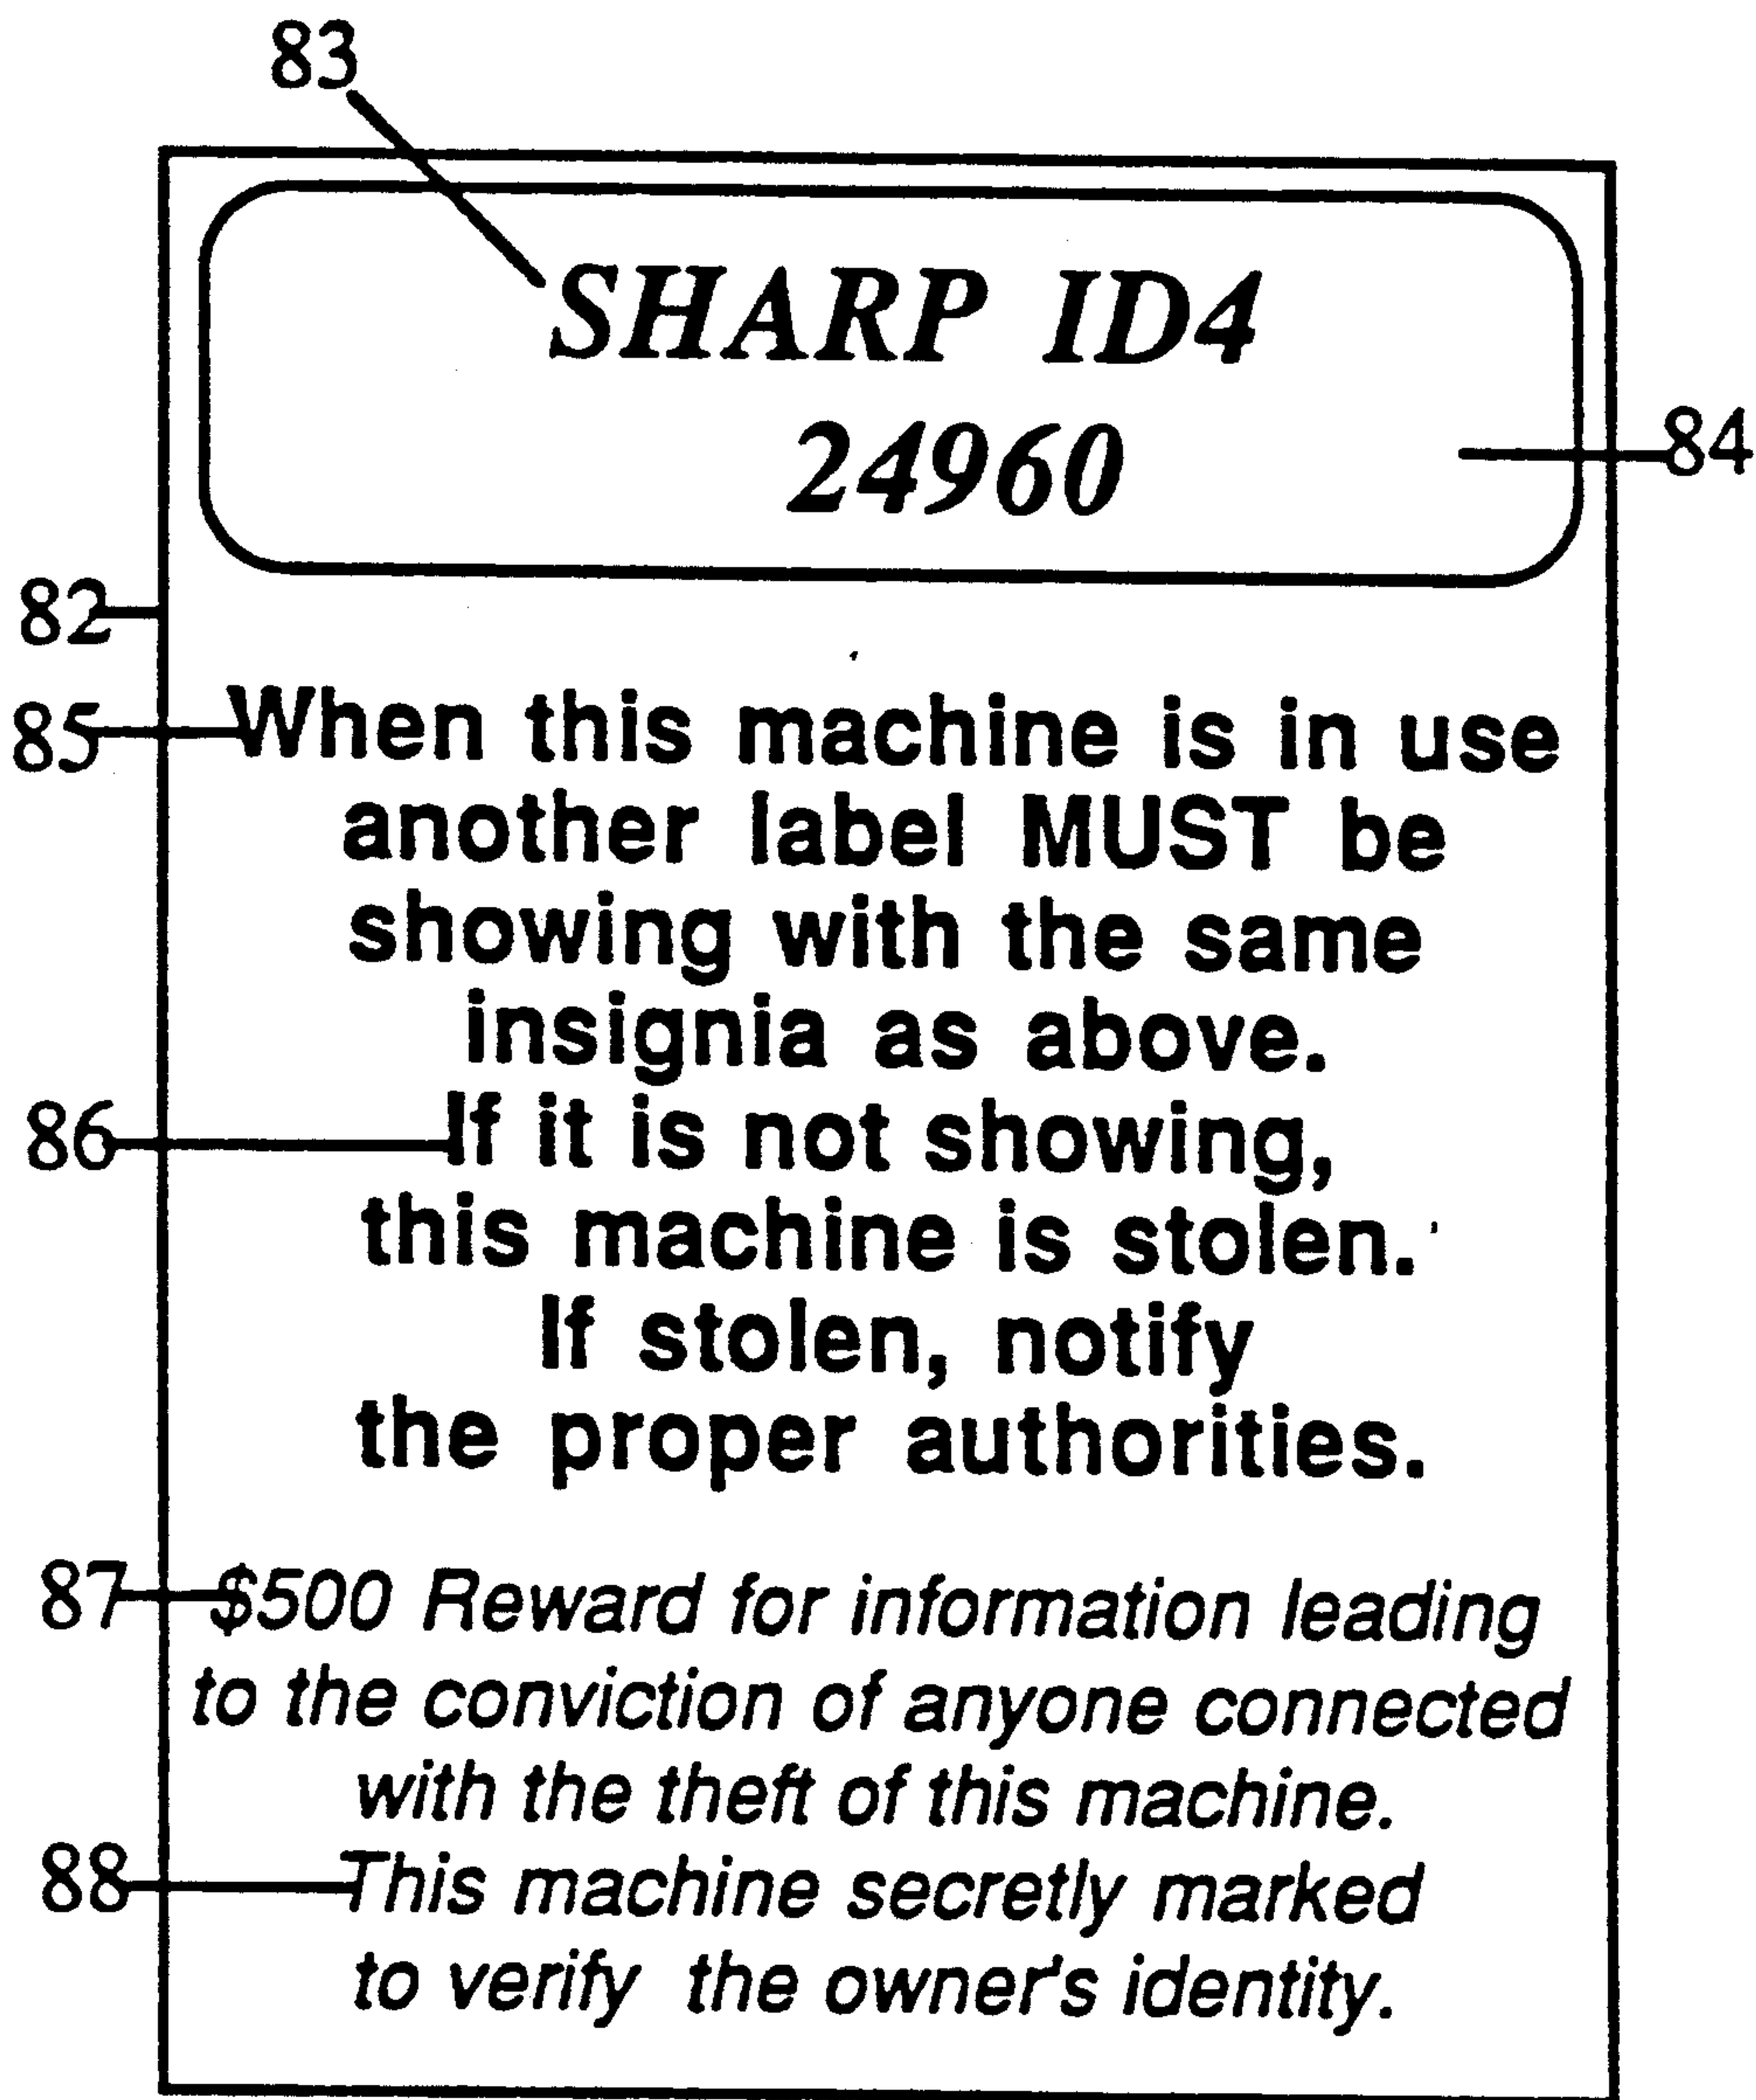 83
SHARP ID4
24960
84
82
85 When this machine is in use
another label MUST be
showing with the same
insignia as above.
86 If it is not showing,
this machine is stolen.
If stolen, notify
the proper authorities.
87 $500 Reward for information leading
to the conviction of anyone connected
with the theft of this machine.
88 This machine secretly marked
to verify the owner's identity.